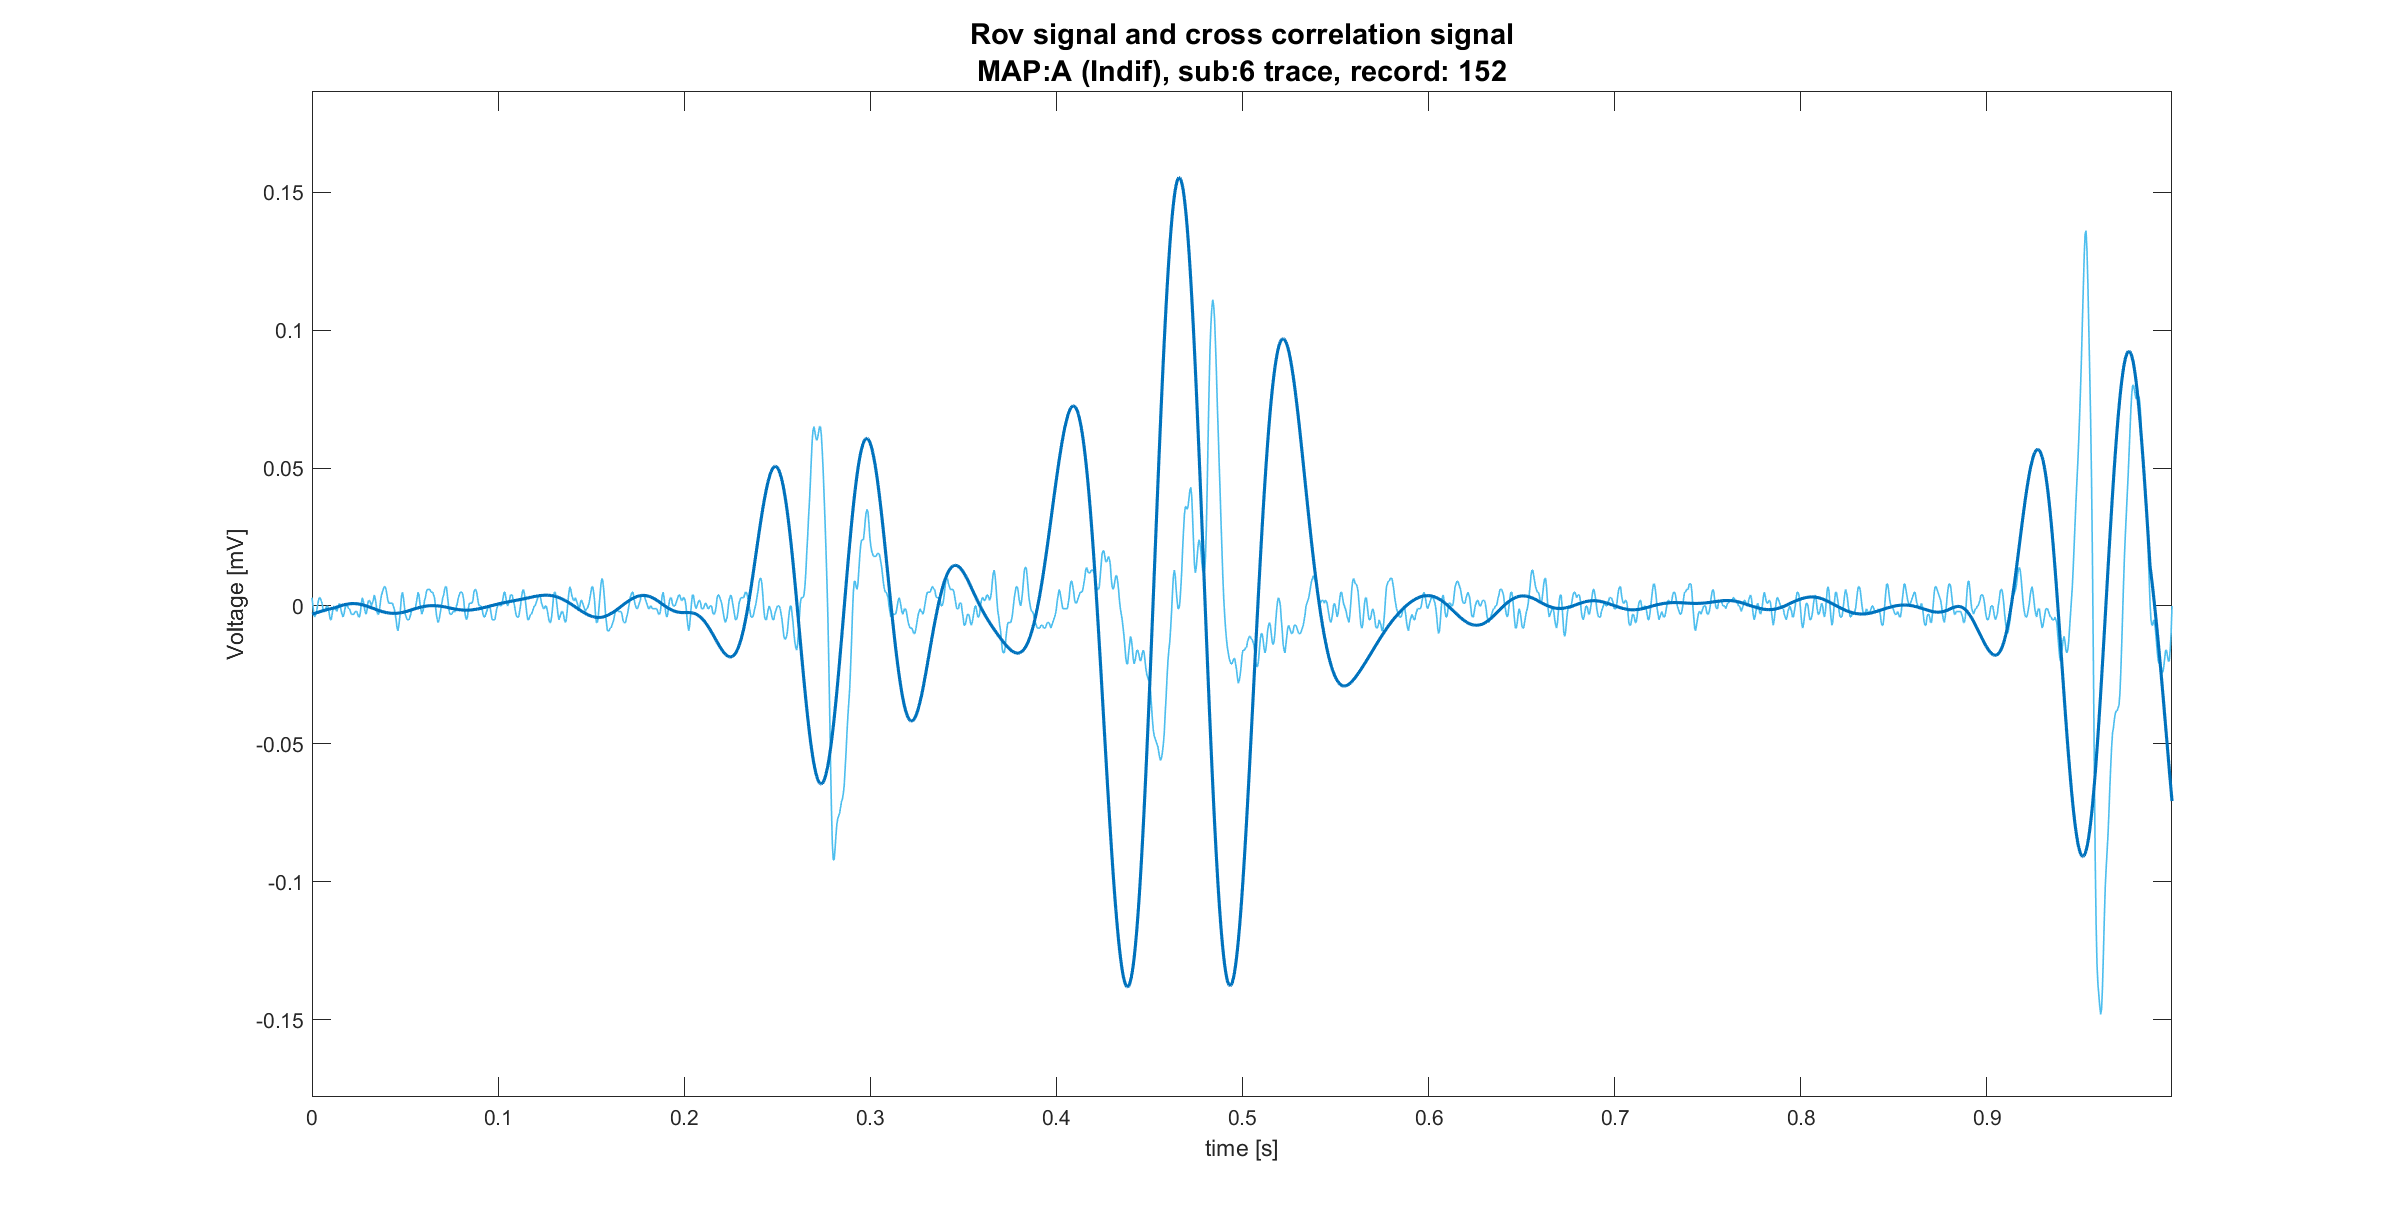 Rov signal and cross correlation signal
MAP:A (Indif), sub:6 trace, record: 152
0.15
0.1
0.05
0
-0.05
-0.1
-0.15
Voltage [mV]
0 0.1 0.2 0.3 0.4 0.5 0.6 0.7 0.8 0.9
time [s]